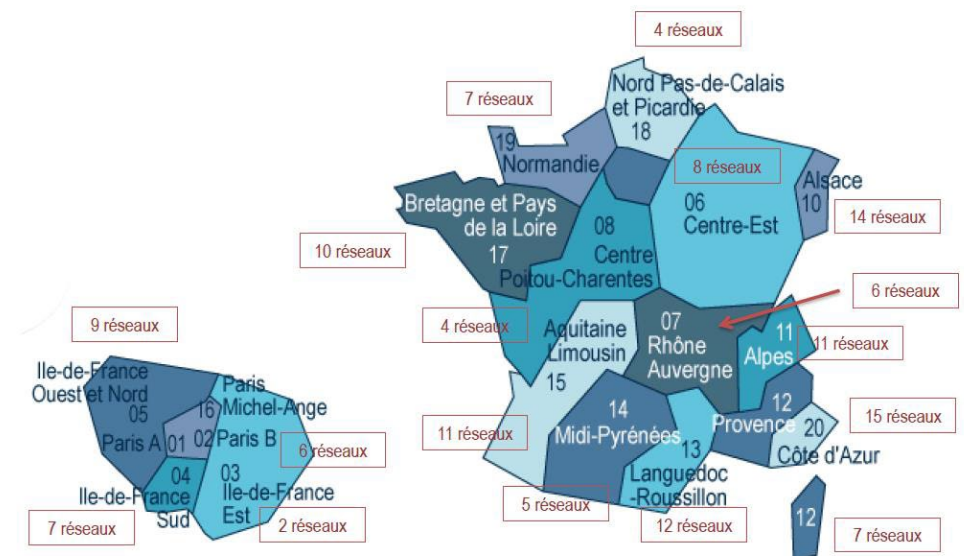 4 réseaux
Nord Pas-de-Calais
et Picardie
18
7 réseaux
19
Normandie
8 réseaux
Alsace
10
14 réseaux
06
Centre-Est
Bretagne et Pays
de la Loire
17
10 réseaux
08
Centre
Poitou-Charentes
4 réseaux
6 réseaux
07
Rhône
Auvergne
11
Alpes
11 réseaux
Aquitaine
Limousin
15
11 réseaux
14
Midi-Pyrénées
5 réseaux
13
Languedoc
-Roussillon
12 réseaux
12
Provence
15 réseaux
20
Côte d'Azur
12
7 réseaux
9 réseaux
Ile-de-France
Ouest et Nord
05
Paris
16
Michel-Ange
Paris A
01
02
Paris B
6 réseaux
04
Ile-de-France
Sud
03
Ile-de-France
Est
7 réseaux
2 réseaux